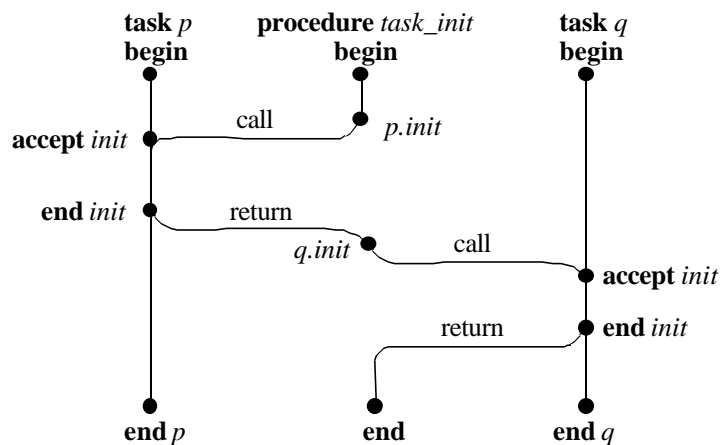 task p
procedure task_init
task q
begin
begin
begin
call
p.init
accept init
end init
return
q.init
call
accept init
return
end init
end p
end
end q